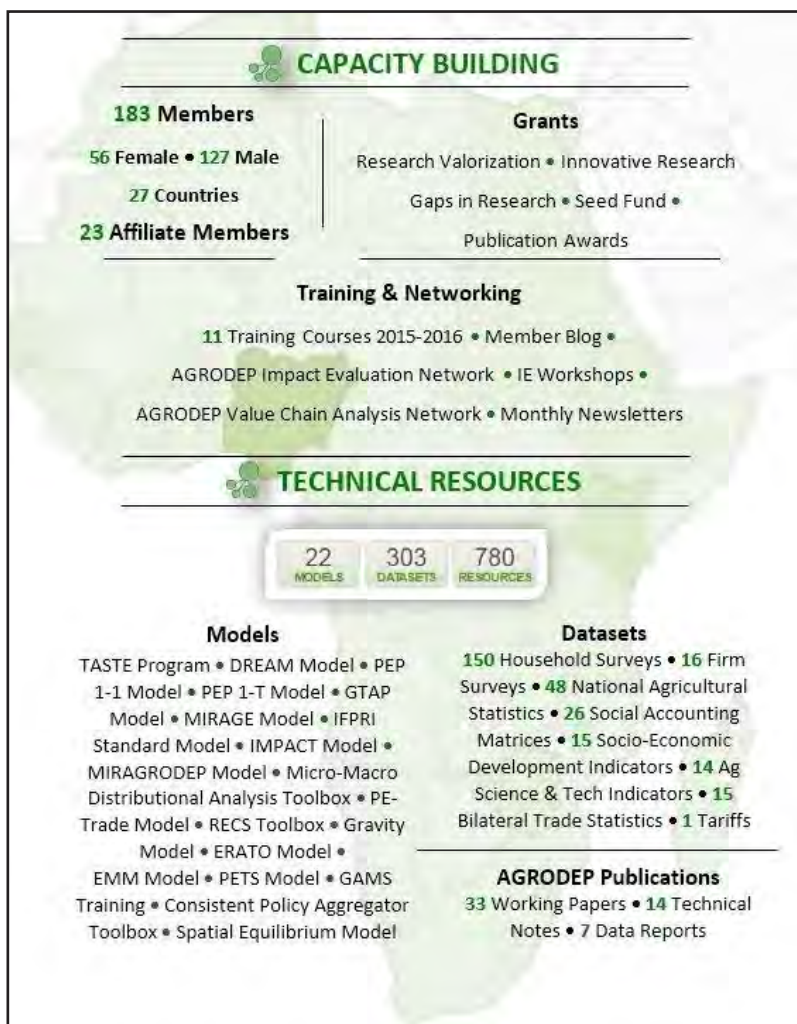 CAPACITY BUILDING
183 Members
56 Female • 127 Male
27 Countries
23 Affiliate Members
Grants
Research Valorization • Innovative Research
Gaps in Research • Seed Fund •
Publication Awards
Training & Networking
11 Training Courses 2015-2016 • Member Blog •
AGRODEP Impact Evaluation Network • IE Workshops •
AGRODEP Value Chain Analysis Network • Monthly Newsletters
TECHNICAL RESOURCES
22 303 780
MODELS DATASETS RESOURCES
Models
TASTE Program • DREAM Model • PEP
1-1 Model • PEP 1-T Model • GTAP
Model • MIRAGE Model • IFPRI
Standard Model • IMPACT Model •
MIRAGRODEP Model • Micro-Macro
Distributional Analysis Toolbox • PE-
Trade Model • RECS Toolbox • Gravity
Model • ERATO Model •
EMM Model • PETS Model • GAMS
Training • Consistent Policy Aggregator
Toolbox • Spatial Equilibrium Model
Datasets
150 Household Surveys • 16 Firm
Surveys • 48 National Agricultural
Statistics • 26 Social Accounting
Matrices • 15 Socio-Economic
Development Indicators • 14 Ag
Science & Tech Indicators • 15
Bilateral Trade Statistics • 1 Tariffs
AGRODEP Publications
33 Working Papers • 14 Technical
Notes • 7 Data Reports